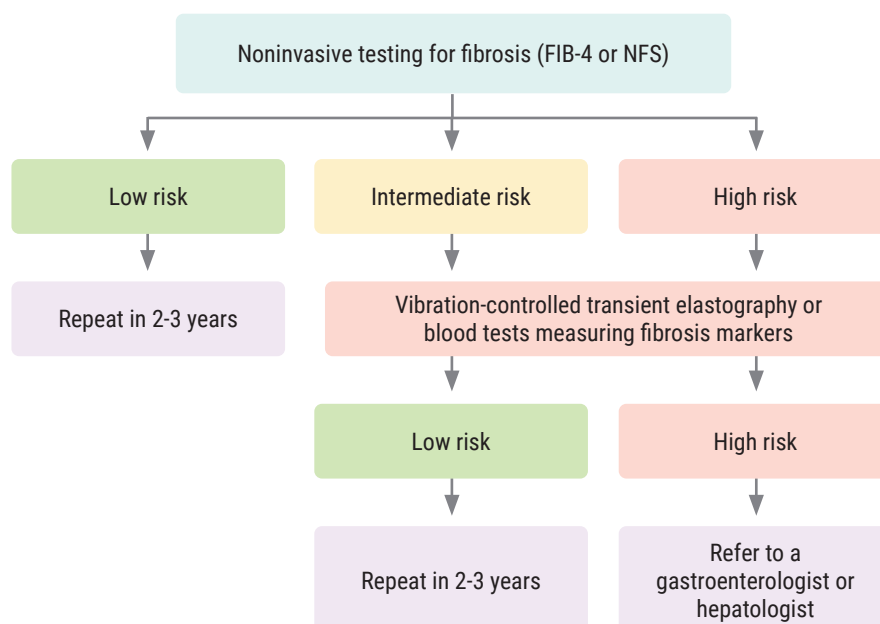 Noninvasive testing for fibrosis (FIB-4 or NFS)
Low risk
Intermediate risk
High risk
Repeat in 2-3 years
Vibration-controlled transient elastography or
blood tests measuring fibrosis markers
Low risk
High risk
Repeat in 2-3 years
Refer to a
gastroenterologist or
hepatologist